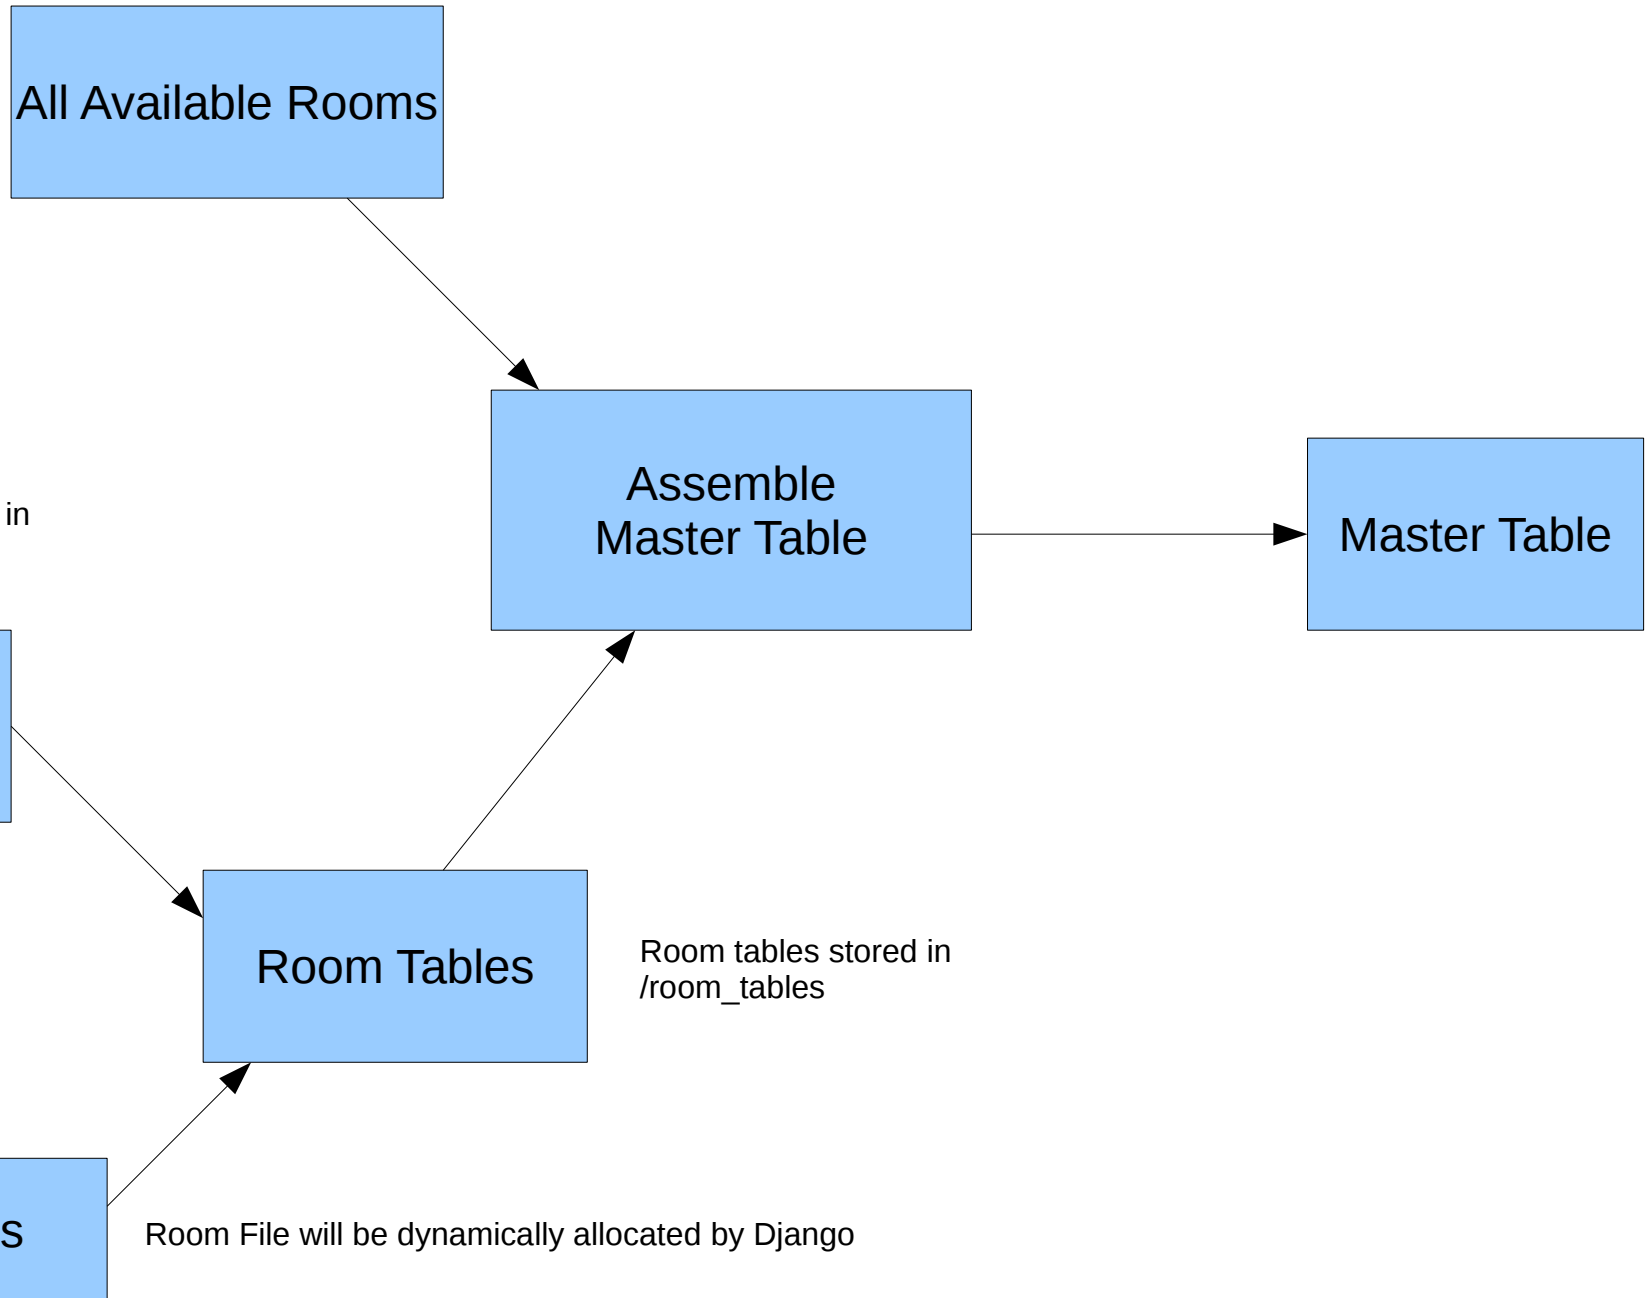 All Available Rooms
Assemble
Master Table
Master Table
in
Room Tables
Room tables stored in
/room_tables
s
Room File will be dynamically allocated by Django